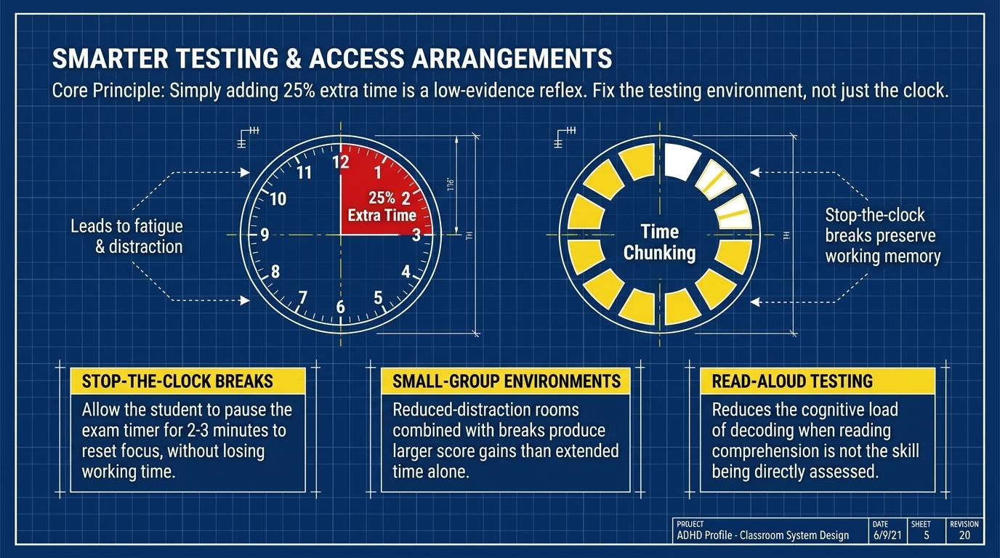 SMARTER TESTING & ACCESS ARRANGEMENTS
Core Principle: Simply adding 25% extra time is a low-evidence reflex. Fix the testing environment, not just the clock.
Leads to fatigue
& distraction
12
1
2
3
4
5
6
7
8
9
10
11
25%
Extra Time
Time
Chunking
Stop-the-clock
breaks preserve
working memory
STOP-THE-CLOCK BREAKS
Allow the student to pause the
exam timer for 2-3 minutes to
reset focus, without losing
working time.
SMALL-GROUP ENVIRONMENTS
Reduced-distraction rooms
combined with breaks produce
larger score gains than extended
time alone.
READ-ALOUD TESTING
Reduces the cognitive load
of decoding when reading
comprehension is not the skill
being directly assessed.
PROJECT
ADHD Profile - Classroom System Design
DATE
6/9/21
SHEET
5
REVISION
20